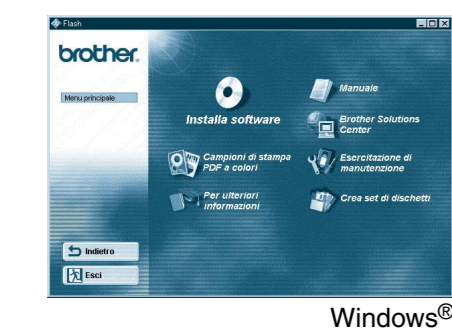 Flash
brother.
Menu principale
Installa software
Manuale
Brother Solutions
Center
Campioni di stampa
PDF a colori
Esercitazione di
manutenzione
Per ulteriori
informazioni
Crea set di dischetti
Indietro
Esci
Windows®